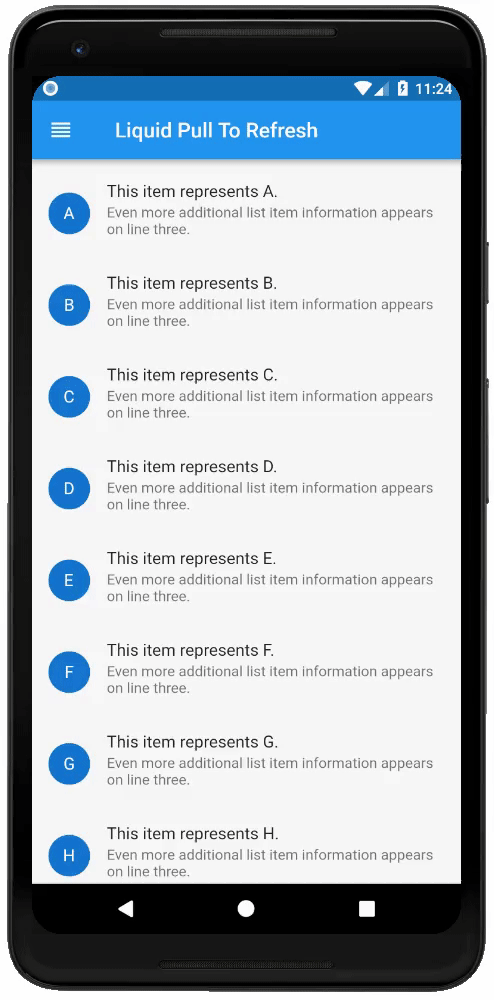 11:24
Liquid Pull To Refresh
This item represents A.
A
Even more additional list item information appears
on line three.
This item represents B.
B
Even more additional list item information appears
on line three.
This item represents C.
C
Even more additional list item information appears
on line three.
This item represents D.
D
Even more additional list item information appears
on line three.
This item represents E.
E
Even more additional list item information appears
on line three.
This item represents F.
F
Even more additional list item information appears
on line three.
This item represents G.
G
Even more additional list item information appears
on line three.
This item represents H.
H
Even more additional list item information appears
on line three.